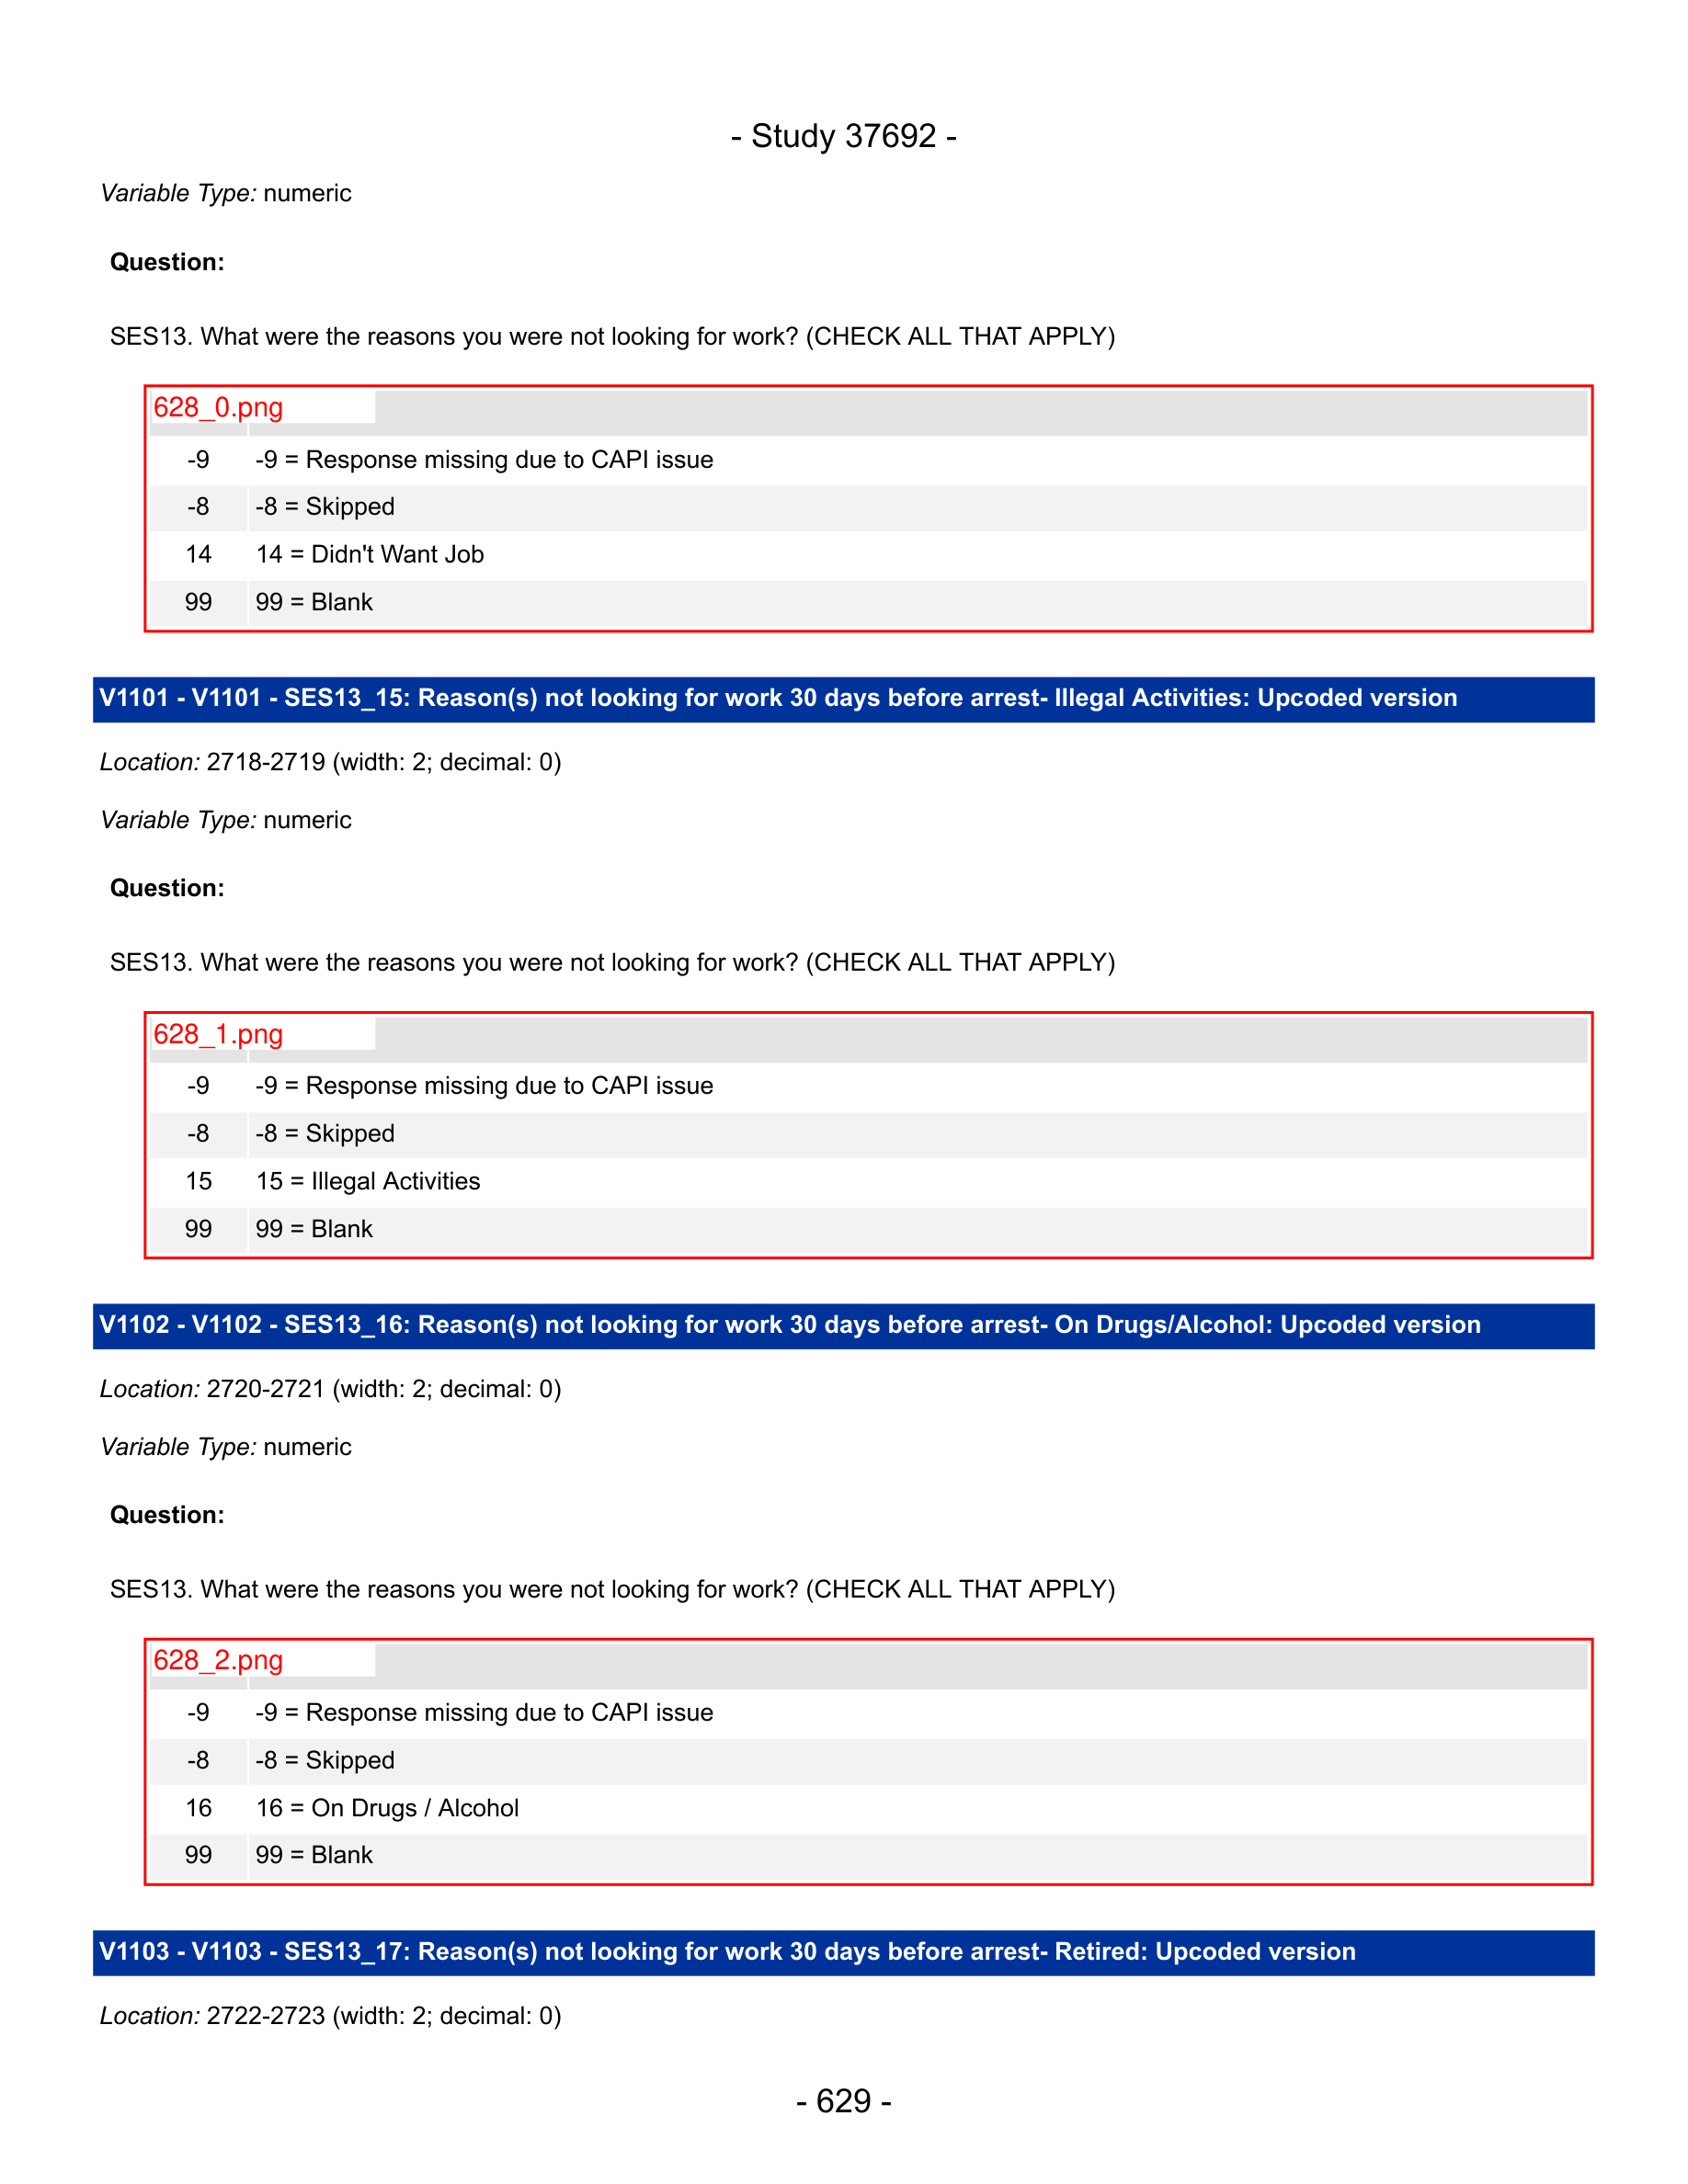 - Study 37692 -
Variable Type: numeric
Question:
SES13. What were the reasons you were not looking for work? (CHECK ALL THAT APPLY)
628_0.png
-9 -9 = Response missing due to CAPI issue
-8 -8 = Skipped
14 14 = Didn't Want Job
99 99 = Blank
V1101 - V1101 - SES13_15: Reason(s) not looking for work 30 days before arrest- Illegal Activities: Upcoded version
Location: 2718-2719 (width: 2; decimal: 0)
Variable Type: numeric
Question:
SES13. What were the reasons you were not looking for work? (CHECK ALL THAT APPLY)
628_1.png
-9 -9 = Response missing due to CAPI issue
-8 -8 = Skipped
15 15 = Illegal Activities
99 99 = Blank
V1102 - V1102 - SES13_16: Reason(s) not looking for work 30 days before arrest- On Drugs/Alcohol: Upcoded version
Location: 2720-2721 (width: 2; decimal: 0)
Variable Type: numeric
Question:
SES13. What were the reasons you were not looking for work? (CHECK ALL THAT APPLY)
628_2.png
-9 -9 = Response missing due to CAPI issue
-8 -8 = Skipped
16 16 = On Drugs / Alcohol
99 99 = Blank
V1103 - V1103 - SES13_17: Reason(s) not looking for work 30 days before arrest- Retired: Upcoded version
Location: 2722-2723 (width: 2; decimal: 0)
- 629 -